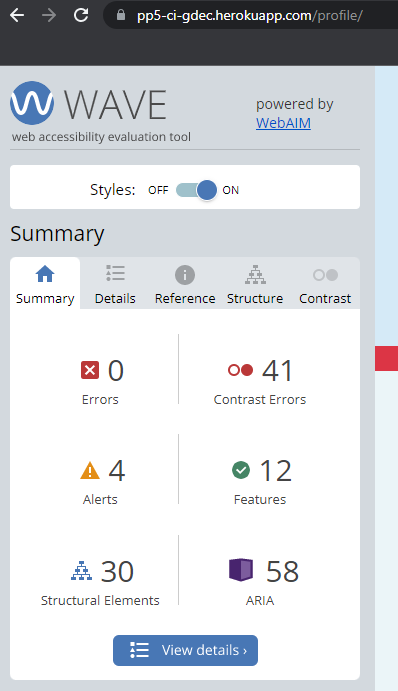 pp5-ci-gdec.herokuapp.com/profile/
WAVE
web accessibility evaluation tool
powered by
WebAIM
Styles: OFF ON
Summary
Summary Details Reference Structure Contrast
0
Errors
41
Contrast Errors
4
Alerts
12
Features
30
Structural Elements
58
ARIA
View details ›